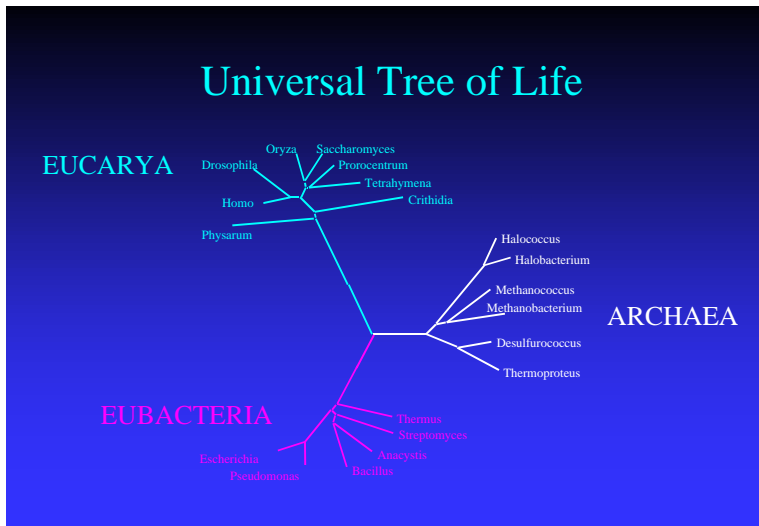 Universal Tree of Life
EUCARYA
Oryza
Saccharomyces
Drosophila
Prorocentrum
Tetrahymena
Homo
Crithidia
Physarum
Halococcus
Halobacterium
Methanococcus
Methanobacterium
ARCHAEA
Desulfurococcus
Thermoproteus
EUBACTERIA
Thermus
Streptomyces
Escherichia
Anacystis
Pseudomonas
Bacillus